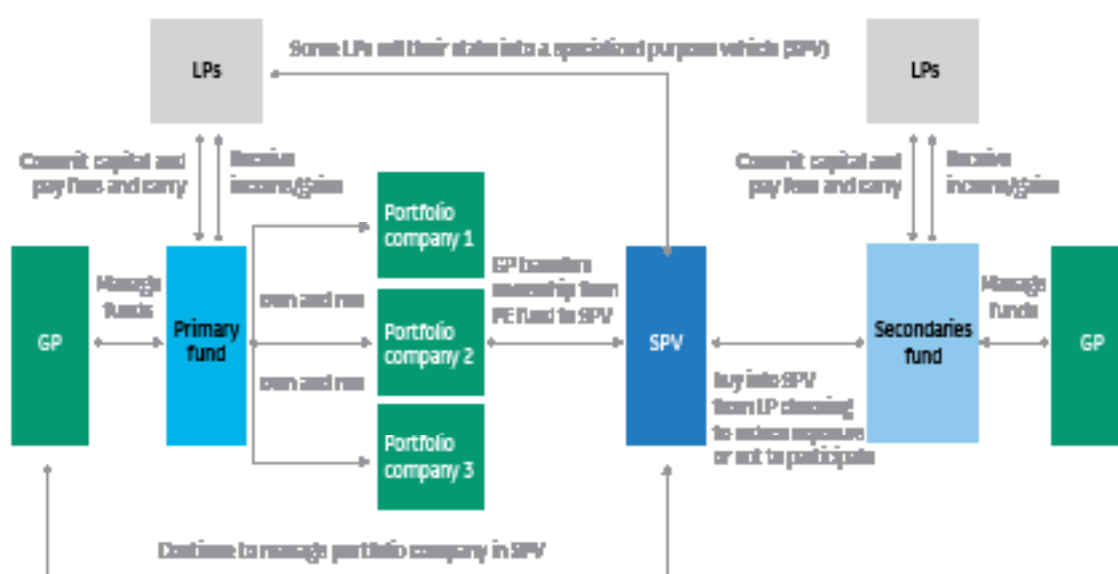 Some LPs roll their stake into a specialised purpose vehicle (SPV)
LPs
LPs
Commit capital and
pay fees and carry
Receive
income/gains
Commit capital and
pay fees and carry
Receive
income/gains
Portfolio
company 1
GP transfers
ownership from
PE fund to SPV
Manage
funds
own and run
Manage
funds
GP
Primary
fund
Portfolio
company 2
SPV
Secondaries
fund
GP
own and run
buy into SPV
from LP choosing
to reduce exposure
or not to participate
Portfolio
company 3
Continue to manage portfolio company in SPV